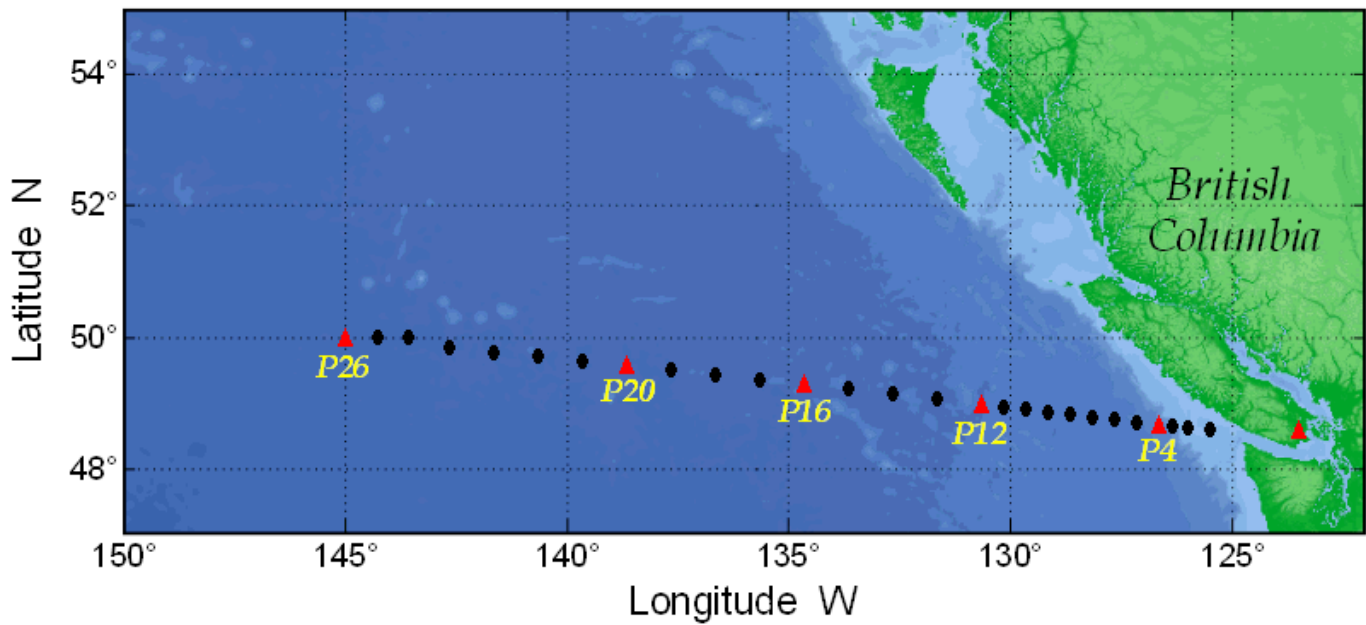 54°
52°
50°
48°
Latitude N
British
Columbia
P26
P20
P16
P12
P4
150°
145°
140°
135°
130°
125°
Longitude W